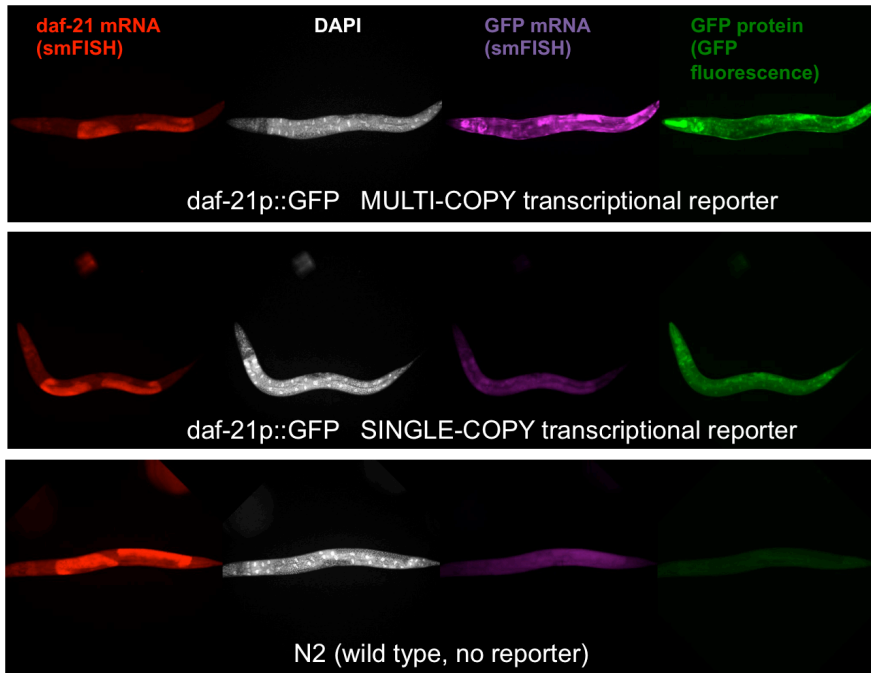 daf-21 mRNA
(smFISH)
DAPI
GFP mRNA
(smFISH)
GFP protein
(GFP
fluorescence)
daf-21p::GFP MULTI-COPY transcriptional reporter
daf-21p::GFP SINGLE-COPY transcriptional reporter
N2 (wild type, no reporter)